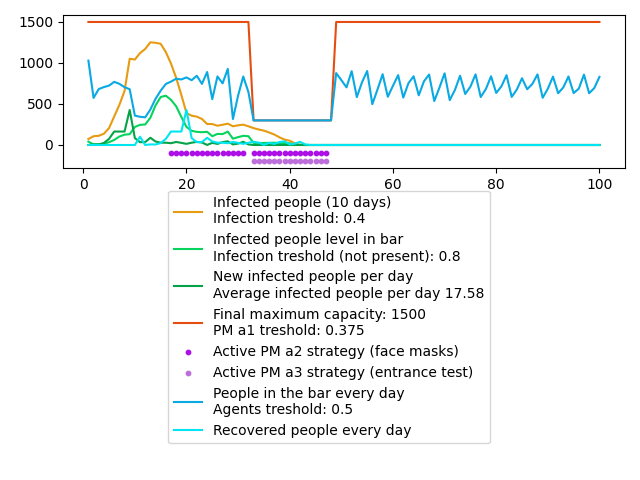 1500
1000
500
0
0 20 40 60 80 100
Infected people (10 days)
Infection treshold: 0.4
Infected people level in bar
Infection treshold (not present): 0.8
New infected people per day
Average infected people per day 17.58
Final maximum capacity: 1500
PM a1 treshold: 0.375
Active PM a2 strategy (face masks)
Active PM a3 strategy (entrance test)
People in the bar every day
Agents treshold: 0.5
Recovered people every day